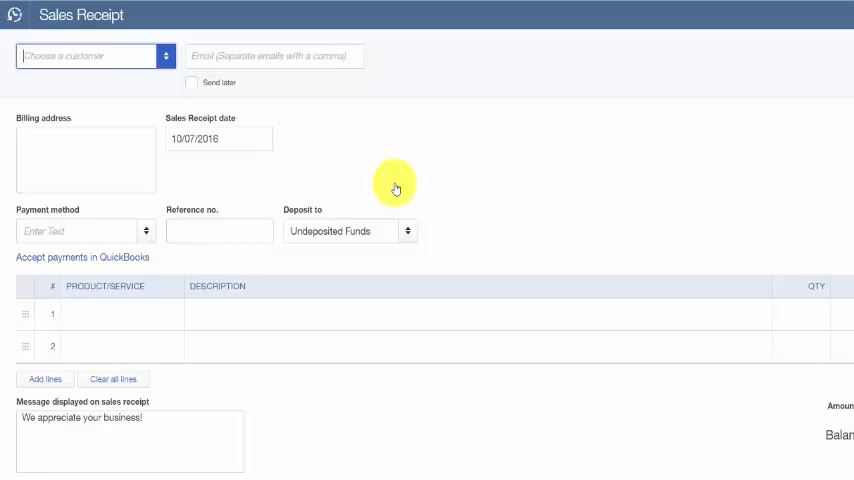 Sales Receipt
Choose a customer
Email (Separate emails with a comma)
Send later
Billing address
Sales Receipt date
10/07/2016
Payment method
Reference no.
Deposit to
Enter Text
Undeposited Funds
Accept payments in QuickBooks
# PRODUCT/SERVICE DESCRIPTION QTY
1
2
Add lines
Clear all lines
Message displayed on sales receipt
We appreciate your business!
Amoun
Balan